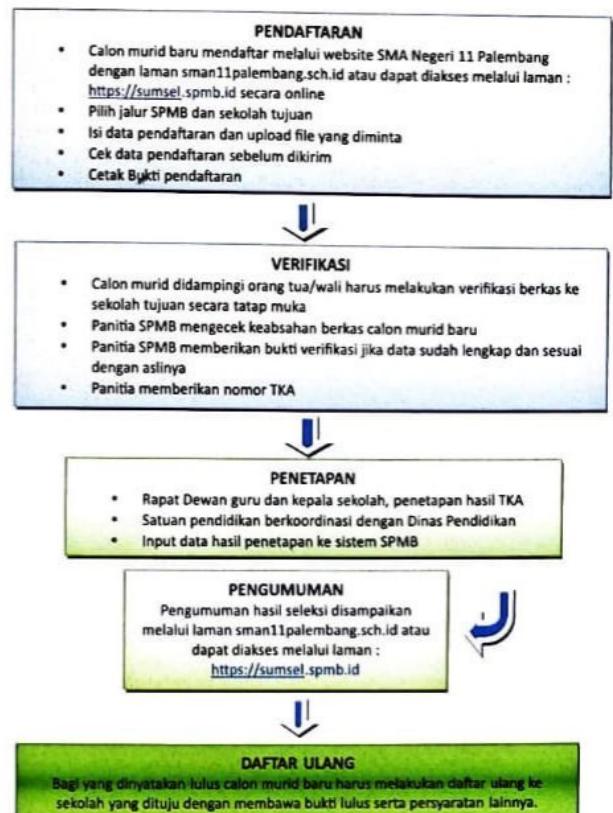 PENDAFTARAN
• Calon murid baru mendaftar melalui website SMA Negeri 11 Palembang
dengan laman sman11palembang.sch.id atau dapat diakses melalui laman :
https://sumsel.spmb.id secara online
• Pilih jalur SPMB dan sekolah tujuan
• Isi data pendaftaran dan upload file yang diminta
• Cek data pendaftaran sebelum dikirim
• Cetak Bukti pendaftaran
VERIFIKASI
• Calon murid didampingi orang tua/wali harus melakukan verifikasi berkas ke
sekolah tujuan secara tatap muka
• Panitia SPMB mengecek keabsahan berkas calon murid baru
• Panitia SPMB memberikan bukti verifikasi jika data sudah lengkap dan sesuai
dengan aslinya
• Panitia memberikan nomor TKA
PENETAPAN
• Rapat Dewan guru dan kepala sekolah, penetapan hasil TKA
• Satuan pendidikan berkoordinasi dengan Dinas Pendidikan
• Input data hasil penetapan ke sistem SPMB
PENGUMUMAN
Pengumuman hasil seleksi disampaikan
melalui laman sman11palembang.sch.id atau
dapat diakses melalui laman :
https://sumsel.spmb.id
DAFTAR ULANG
Bagi yang dinyatakan lulus calon murid baru harus melakukan daftar ulang ke
sekolah yang dituju dengan membawa bukti lulus serta persyaratan lainnya.